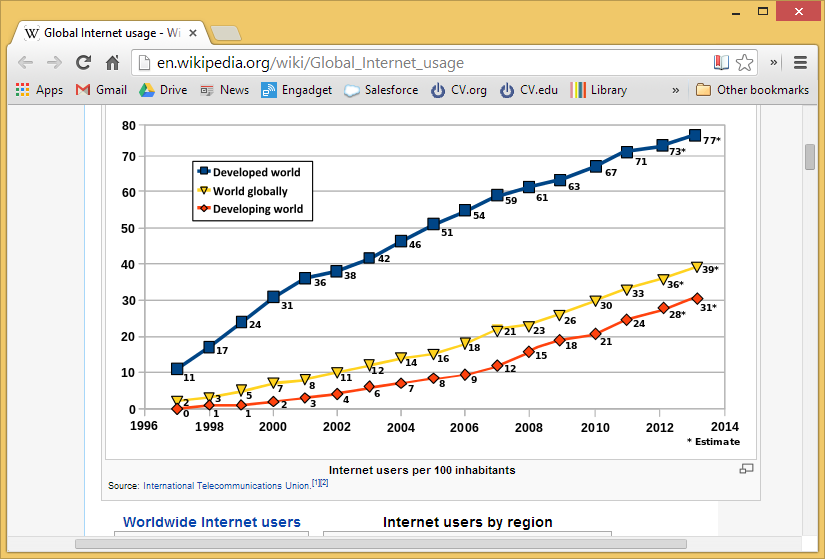 Global Internet usage - Wi
en.wikipedia.org/wiki/Global_Internet_usage
Apps Gmail Drive News Engadget Salesforce CV.org CV.edu Library » Other bookmarks
80
70
60
50
40
30
20
10
0
Developed world
World globally
Developing world
11 17 24 31 36 38 42 46 51 54 59 61 63 67 71 73* 77*
2 3 5 7 8 11 12 14 16 18 21 23 26 30 33 36* 39*
0 1 1 2 3 4 6 7 8 9 12 15 18 21 24 28* 31*
1996 1998 2000 2002 2004 2006 2008 2010 2012 2014
* Estimate
Internet users per 100 inhabitants
Source: International Telecommunications Union.[1][2]
Worldwide Internet users Internet users by region